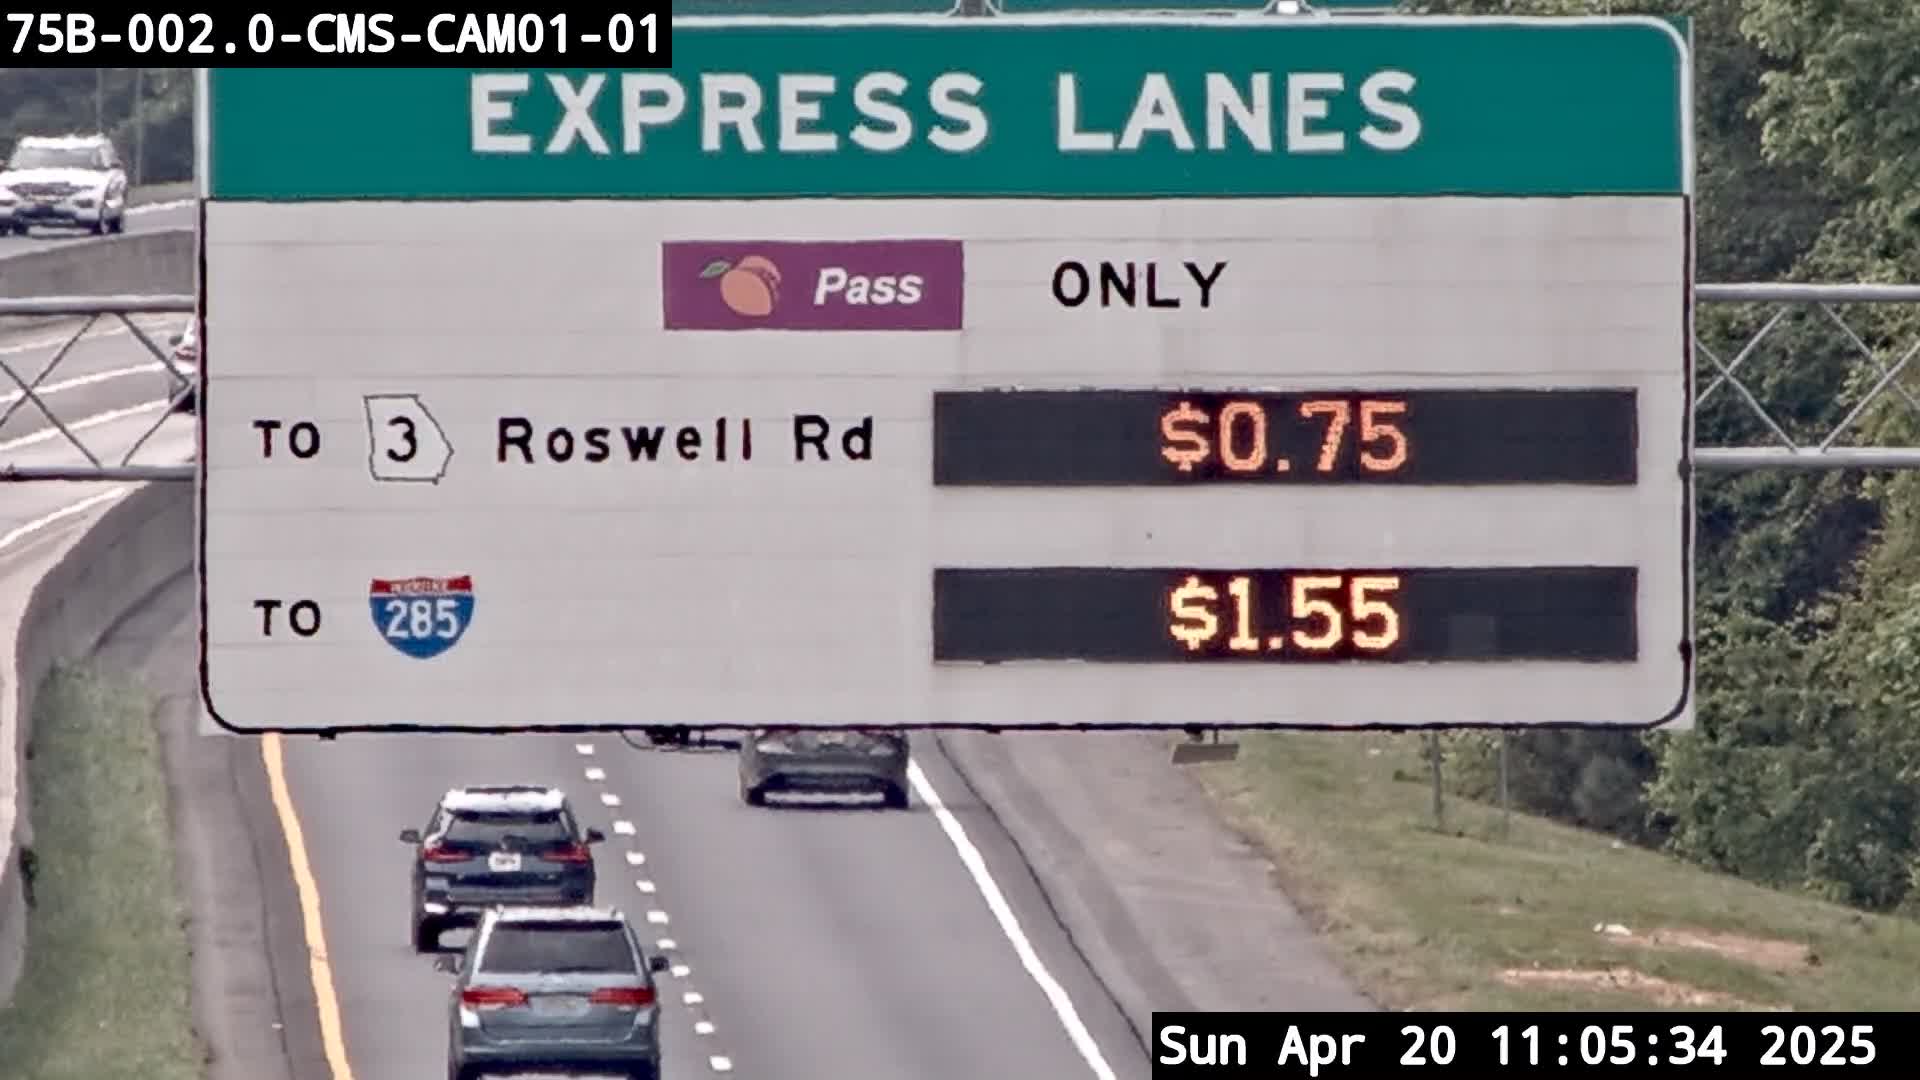 75B-002.0-CMS-CAM01-01
EXPRESS LANES
Pass ONLY
TO 3 Roswell Rd $0.75
TO 285 $1.55
Sun Apr 20 11:05:34 2025